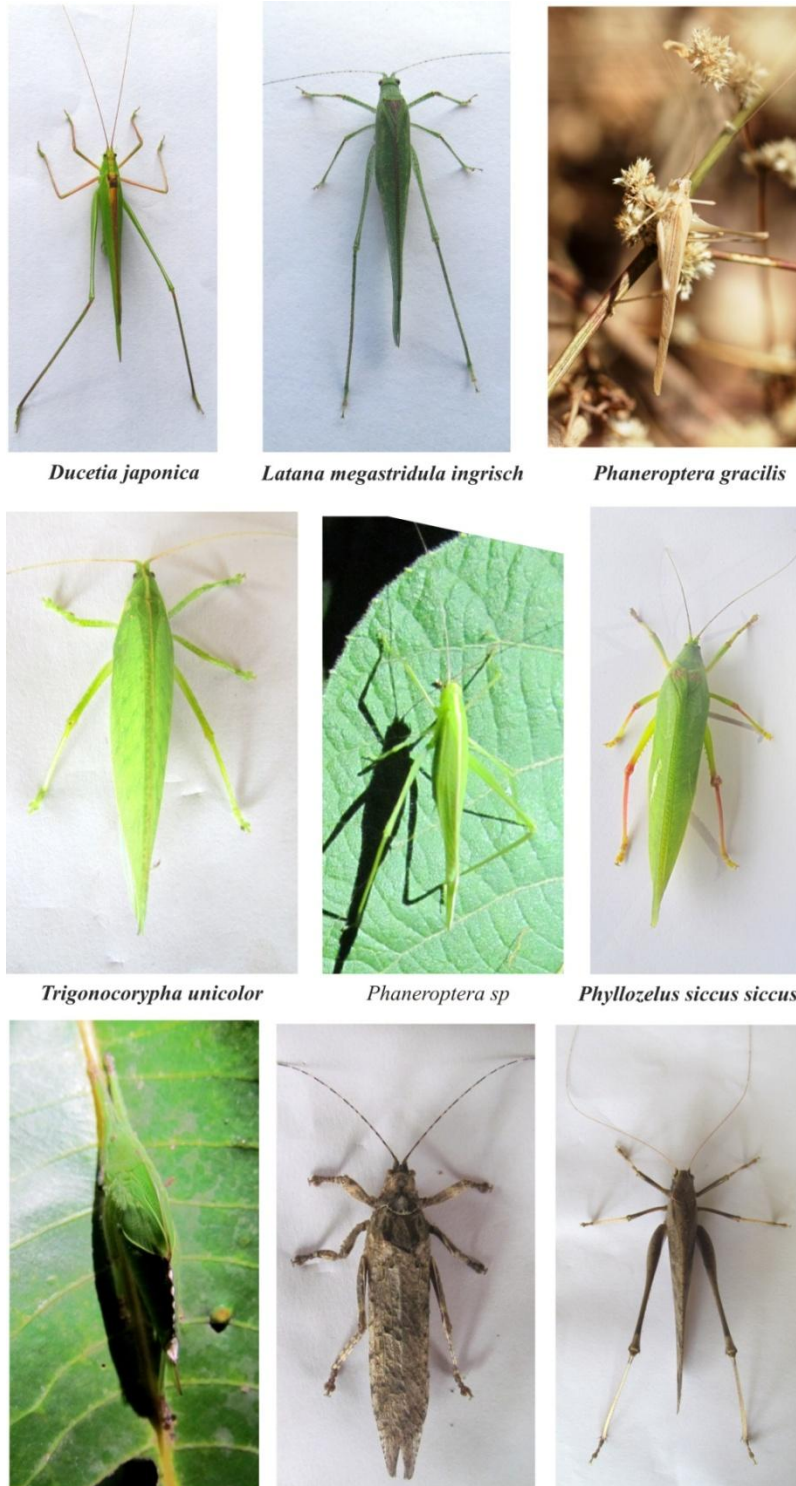 Ducetia japonica
Latana megastridula ingrisch
Phaneroptera gracilis
Trigonocorypha unicolor
Phaneroptera sp
Phyllozelus siccus siccus